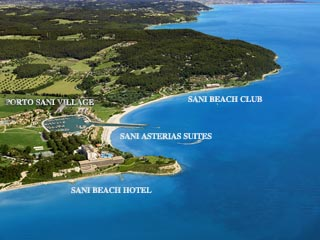 SANI BEACH CLUB
PORTO SANI VILLAGE
SANI ASTERIAS SUITES
SANI BEACH HOTEL